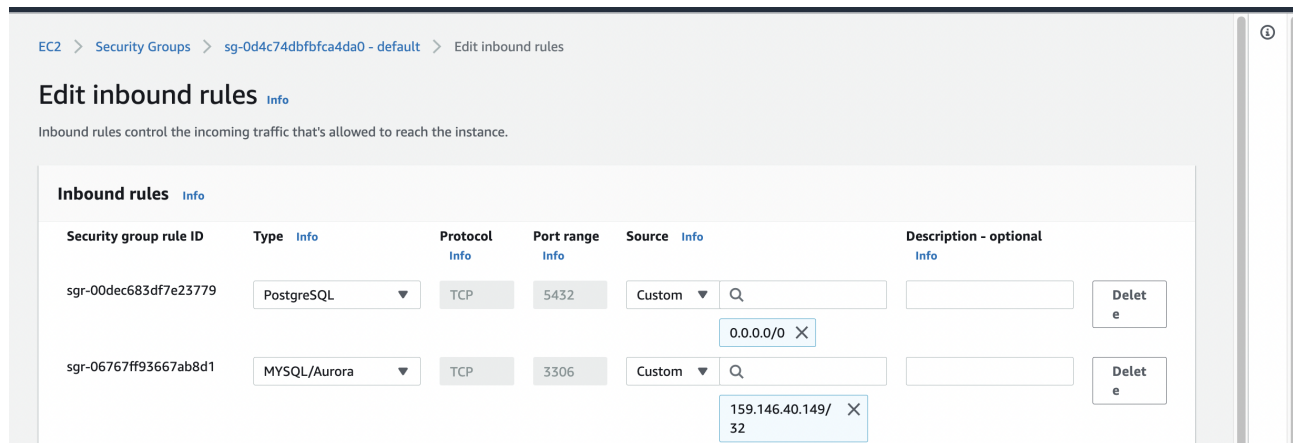 EC2 > Security Groups > sg-0d4c74dbfbfca4da0 - default > Edit inbound rules
Edit inbound rules Info
Inbound rules control the incoming traffic that's allowed to reach the instance.
Inbound rules Info
Security group rule ID Type Info Protocol Port range Source Info Description - optional
Info Info Info
sgr-00dec683df7e23779 PostgreSQL TCP 5432 Custom Delet
e
0.0.0.0/0
sgr-06767ff93667ab8d1 MYSQL/Aurora TCP 3306 Custom Delet
e
159.146.40.149/
32